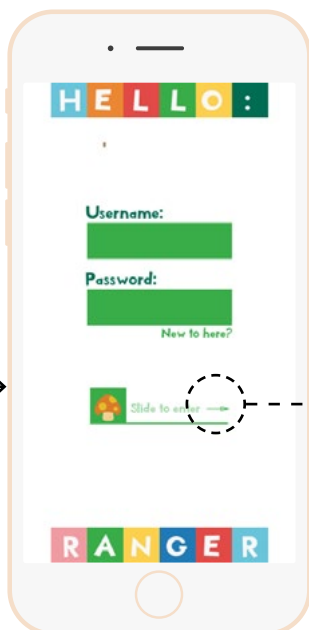 HELLO:
Username:
Password:
New to here?
Slide to enter
RANGER